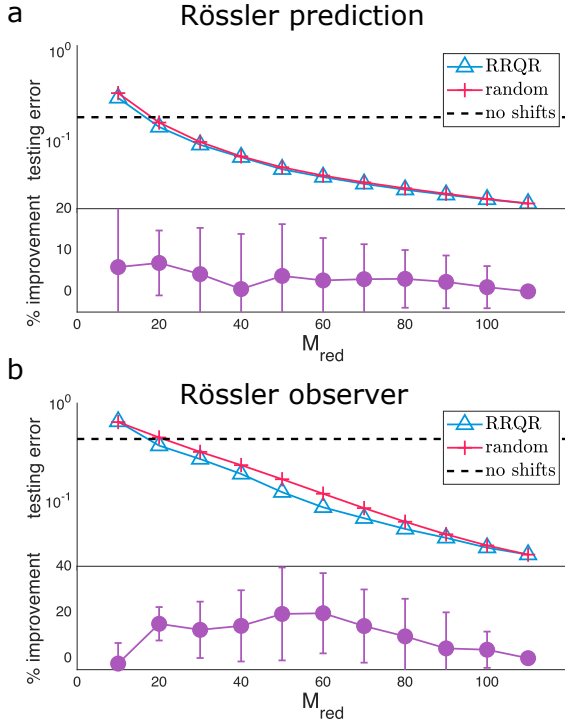 a
Rössler prediction
testing error
10^0
10^-1
RRQR
random
no shifts
% improvement
20
10
0
0 20 40 60 80 100
M_red
b
Rössler observer
testing error
10^0
10^-1
RRQR
random
no shifts
% improvement
40
20
0
0 20 40 60 80 100
M_red